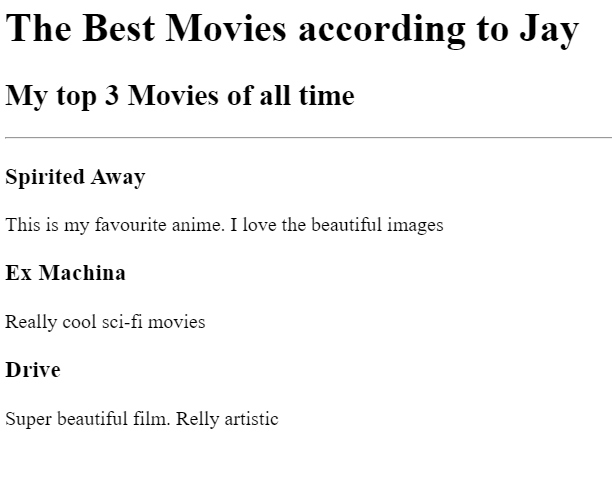 The Best Movies according to Jay
My top 3 Movies of all time
Spirited Away
This is my favourite anime. I love the beautiful images
Ex Machina
Really cool sci-fi movies
Drive
Super beautiful film. Relly artistic